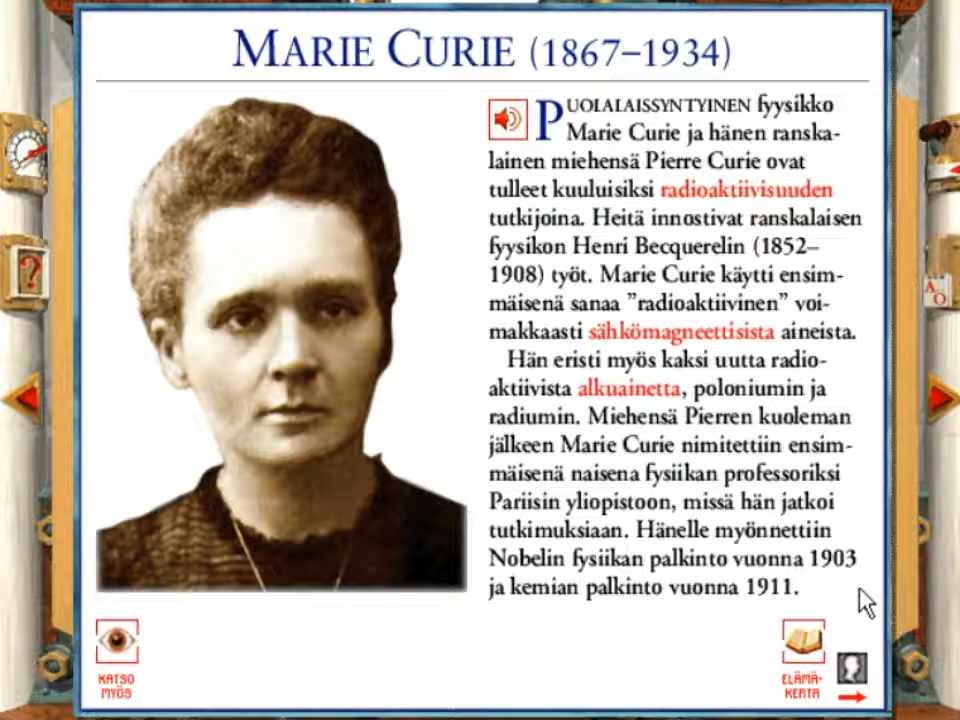 MARIE CURIE (1867–1934)
PUOLALAISSYNTYINEN fyysikko
Marie Curie ja hänen ranska-
lainen miehensä Pierre Curie ovat
tulleet kuuluisiksi radioaktiivisuuden
tutkijoina. Heitä innostivat ranskalaisen
fyysikon Henri Becquerelin (1852–
1908) työt. Marie Curie käytti ensim-
mäisenä sanaa ”radioaktiivinen” voi-
makkaasti sähkömagneettisista aineista.
Hän eristi myös kaksi uutta radio-
aktiivista alkuainetta, poloniumin ja
radiumin. Miehensä Pierren kuoleman
jälkeen Marie Curie nimitettiin ensim-
mäisenä naisena fysiikan professoriksi
Pariisin yliopistoon, missä hän jatkoi
tutkimuksiaan. Hänelle myönnettiin
Nobelin fysiikan palkinto vuonna 1903
ja kemian palkinto vuonna 1911.
KATSO
MYÖS
ELÄMÄ-
KERTA
?
A
O